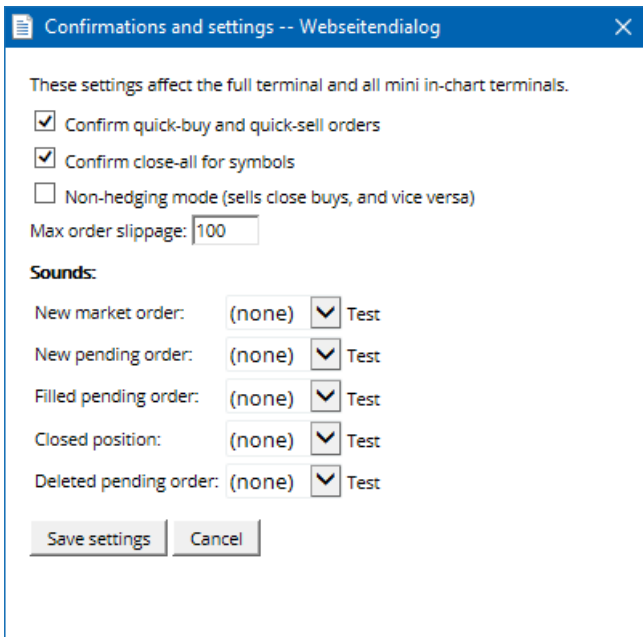 Confirmations and settings -- Webseitendialog
These settings affect the full terminal and all mini in-chart terminals.
Confirm quick-buy and quick-sell orders
Confirm close-all for symbols
Non-hedging mode (sells close buys, and vice versa)
Max order slippage: 100
Sounds:
New market order: (none) Test
New pending order: (none) Test
Filled pending order: (none) Test
Closed position: (none) Test
Deleted pending order: (none) Test
Save settings Cancel